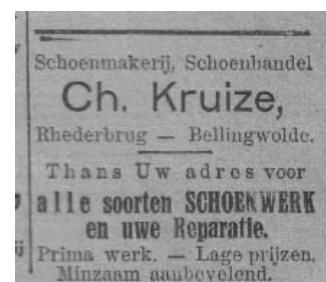 Schoenmakerij, Schoenhandel
Ch. Kruize,
Rhederbrug — Bellingwolde.
Thans Uw adres voor
alle soorten SCHOENWERK
en uwe Reparatie.
Prima werk. — Lage prijzen.
Minzaam aanbevelend.